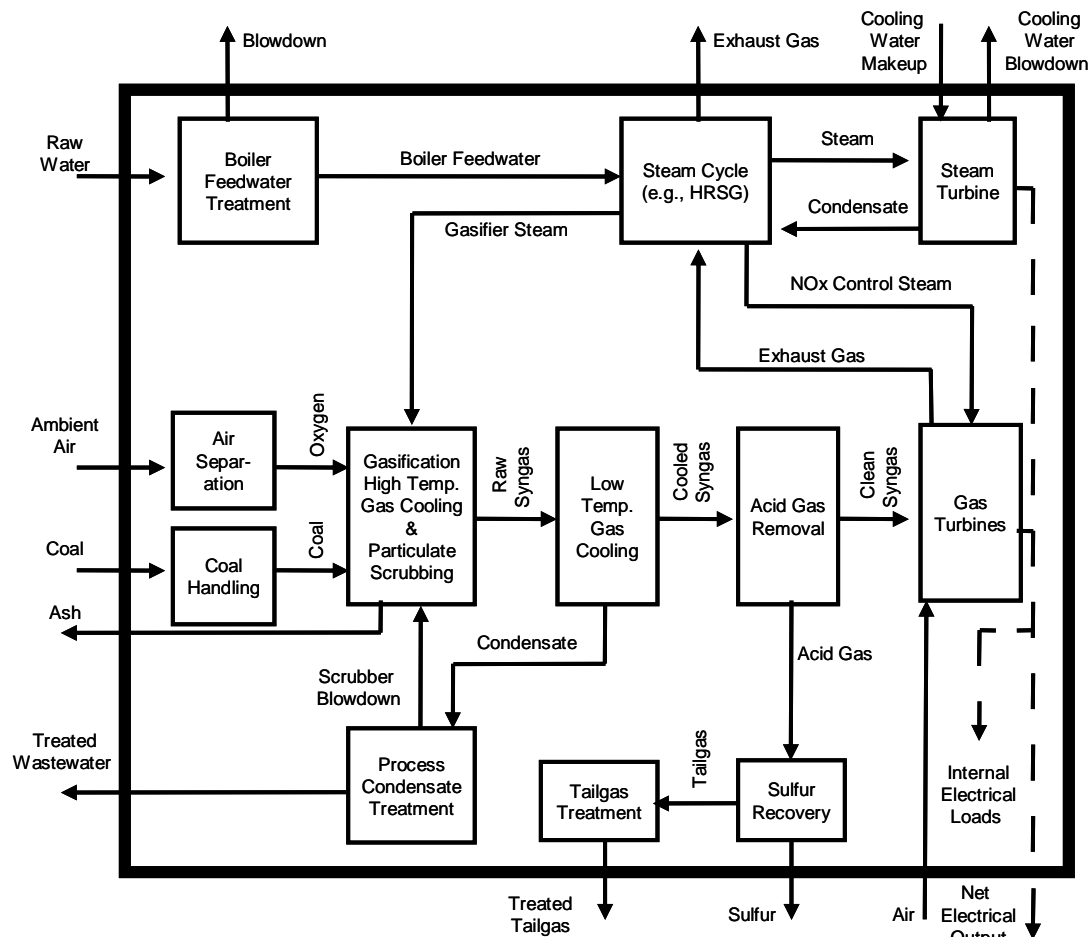 Blowdown
Exhaust Gas
Cooling
Water
Makeup
Cooling
Water
Blowdown
Raw
Water
Boiler
Feedwater
Treatment
Boiler Feedwater
Steam Cycle
(e.g., HRSG)
Steam
Steam
Turbine
Condensate
Gasifier Steam
NOx Control Steam
Exhaust Gas
Ambient
Air
Air
Separ-
ation
Oxygen
Gasification
High Temp.
Gas Cooling
&
Particulate
Scrubbing
Raw
Syngas
Low
Temp.
Gas
Cooling
Cooled
Syngas
Acid Gas
Removal
Clean
Syngas
Gas
Turbines
Coal
Coal
Handling
Coal
Ash
Condensate
Acid Gas
Scrubber
Blowdown
Treated
Wastewater
Process
Condensate
Treatment
Tailgas
Treatment
Tailgas
Sulfur
Recovery
Internal
Electrical
Loads
Treated
Tailgas
Sulfur
Air
Net
Electrical
Output